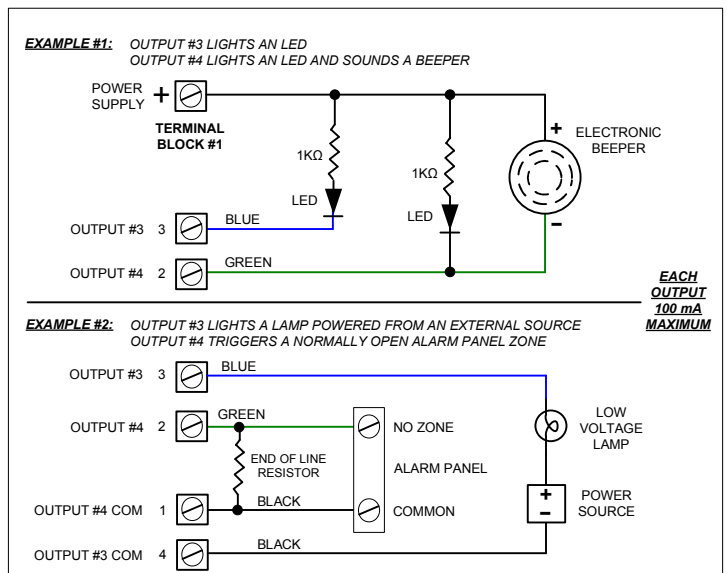 EXAMPLE #1: OUTPUT #3 LIGHTS AN LED
OUTPUT #4 LIGHTS AN LED AND SOUNDS A BEEPER
POWER
SUPPLY +
TERMINAL
BLOCK #1
1KΩ
LED
1KΩ
LED
+
ELECTRONIC
BEEPER
–
OUTPUT #3 3 BLUE
OUTPUT #4 2 GREEN
EACH
OUTPUT
100 mA
MAXIMUM
EXAMPLE #2: OUTPUT #3 LIGHTS A LAMP POWERED FROM AN EXTERNAL SOURCE
OUTPUT #4 TRIGGERS A NORMALLY OPEN ALARM PANEL ZONE
OUTPUT #3 3 BLUE
OUTPUT #4 2 GREEN
NO ZONE
LOW
VOLTAGE
LAMP
END OF LINE
RESISTOR
ALARM PANEL
OUTPUT #4 COM 1 BLACK
COMMON
+
–
POWER
SOURCE
OUTPUT #3 COM 4 BLACK